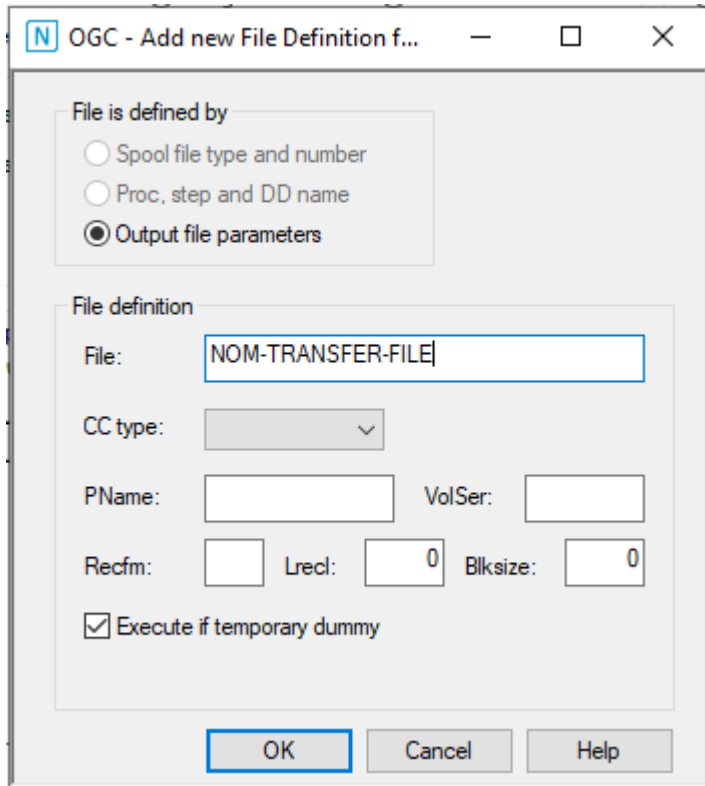 N OGC - Add new File Definition f...
File is defined by
Spool file type and number
Proc, step and DD name
Output file parameters
File definition
File: NOM-TRANSFER-FILE
CC type:
PName: VolSer:
Recfm: Lrecl: 0 Blksize: 0
Execute if temporary dummy
OK Cancel Help